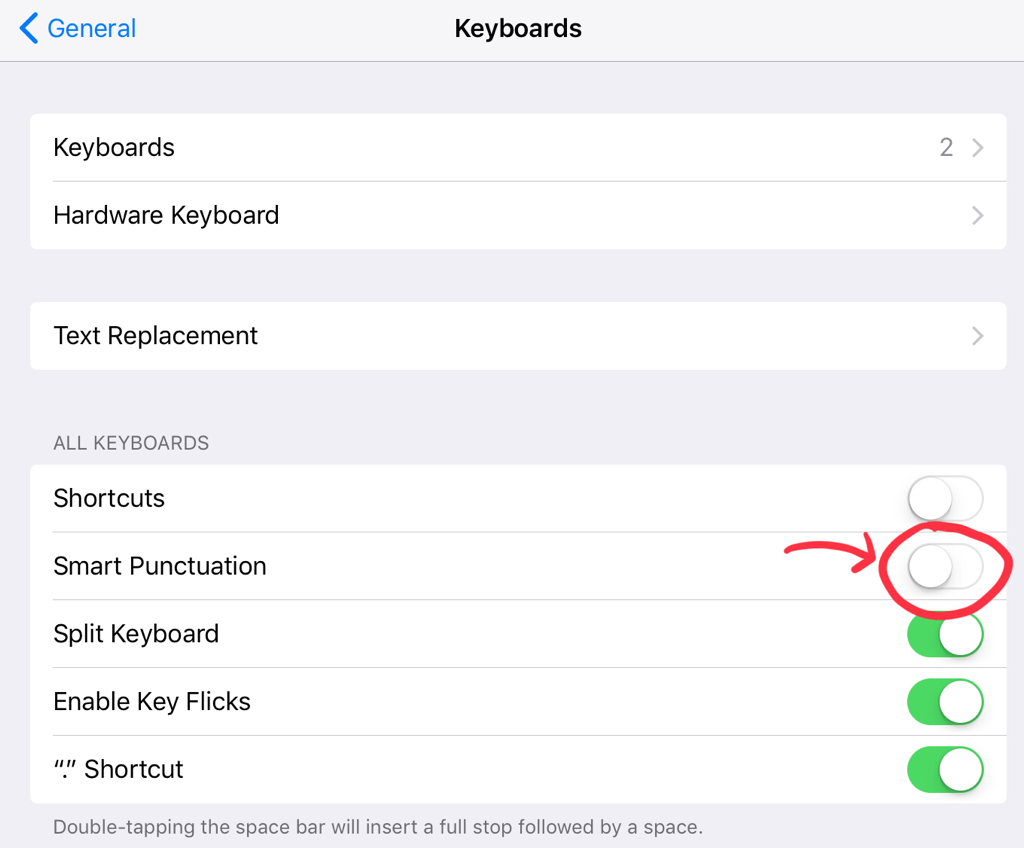 General
Keyboards
Keyboards 2
Hardware Keyboard
Text Replacement
ALL KEYBOARDS
Shortcuts
Smart Punctuation
Split Keyboard
Enable Key Flicks
“.” Shortcut
Double-tapping the space bar will insert a full stop followed by a space.